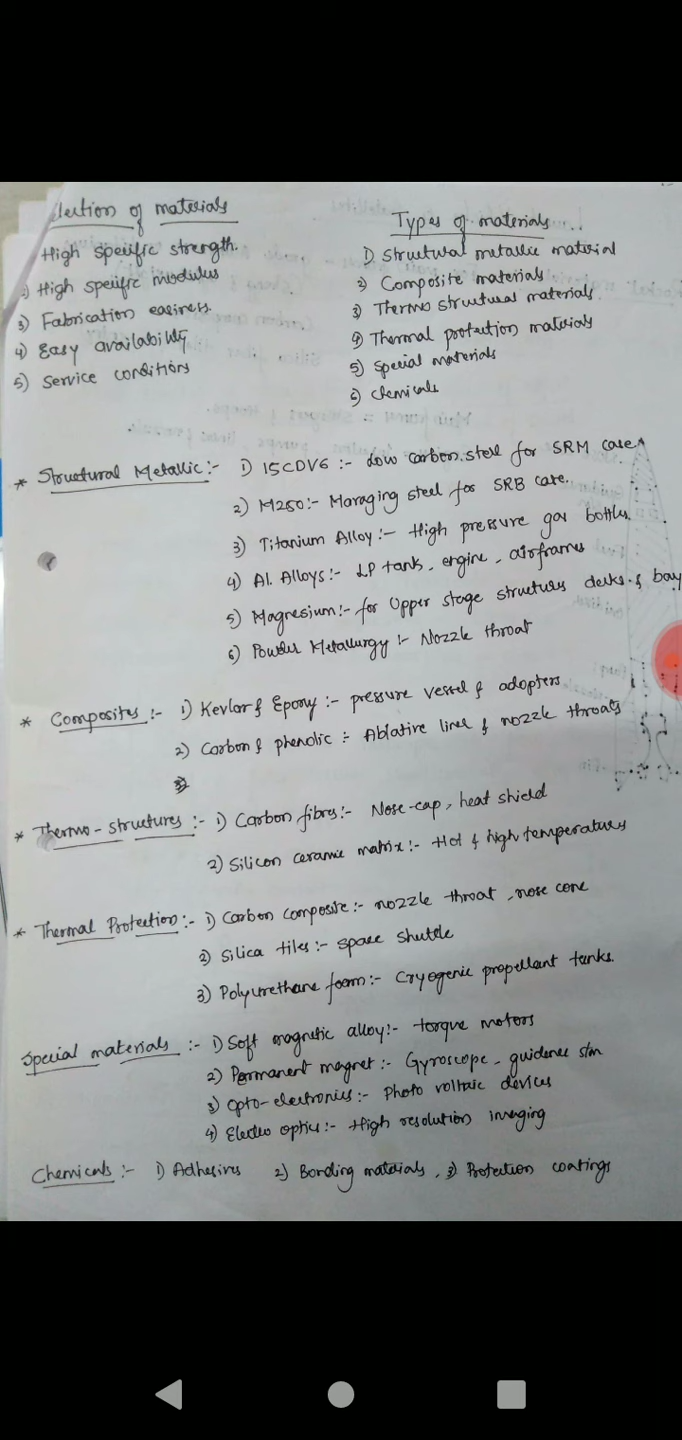 lection of materials
High specific strength.
2) High specific modulus
3) Fabrication easiness.
4) Easy availability
5) Service conditions
Types of materials
1) Structural metallic material
2) Composite materials
3) Thermo structural materials
4) Thermal protection materials
5) Special materials
6) Chemicals
* Structural Metallic :- 1) 15CDV6 :- Low carbon steel for SRM case
2) M250:- Maraging steel for SRB case.
3) Titanium Alloy :- High pressure gas bottles
4) Al. Alloys :- LP tank, engine, airframes
5) Magnesium:- for Upper stage structures decks & bay
6) Powder Metallurgy :- Nozzle throat
* Composites :- 1) Kevlar & Epoxy :- pressure vessel & adopters
2) Carbon & phenolic :- Ablative liner & nozzle throats
* Thermo-structures :- 1) Carbon fibres:- Nose-cap, heat shield
2) Silicon ceramic matrix :- Hot & high temperatures
* Thermal Protection:- 1) Carbon composite :- nozzle throat, nose cone
2) Silica tiles :- space shuttle
3) Polyurethane foam:- Cryogenic propellant tanks.
Special materials :- 1) Soft magnetic alloy:- torque motors
2) Permanent magnet :- Gyroscope, guidence
3) Opto-electronics :- Photo voltaic devices
4) Electro optics :- High resolution imaging
Chemicals :- 1) Adhesives 2) Bonding materials, 3) Protection coatings